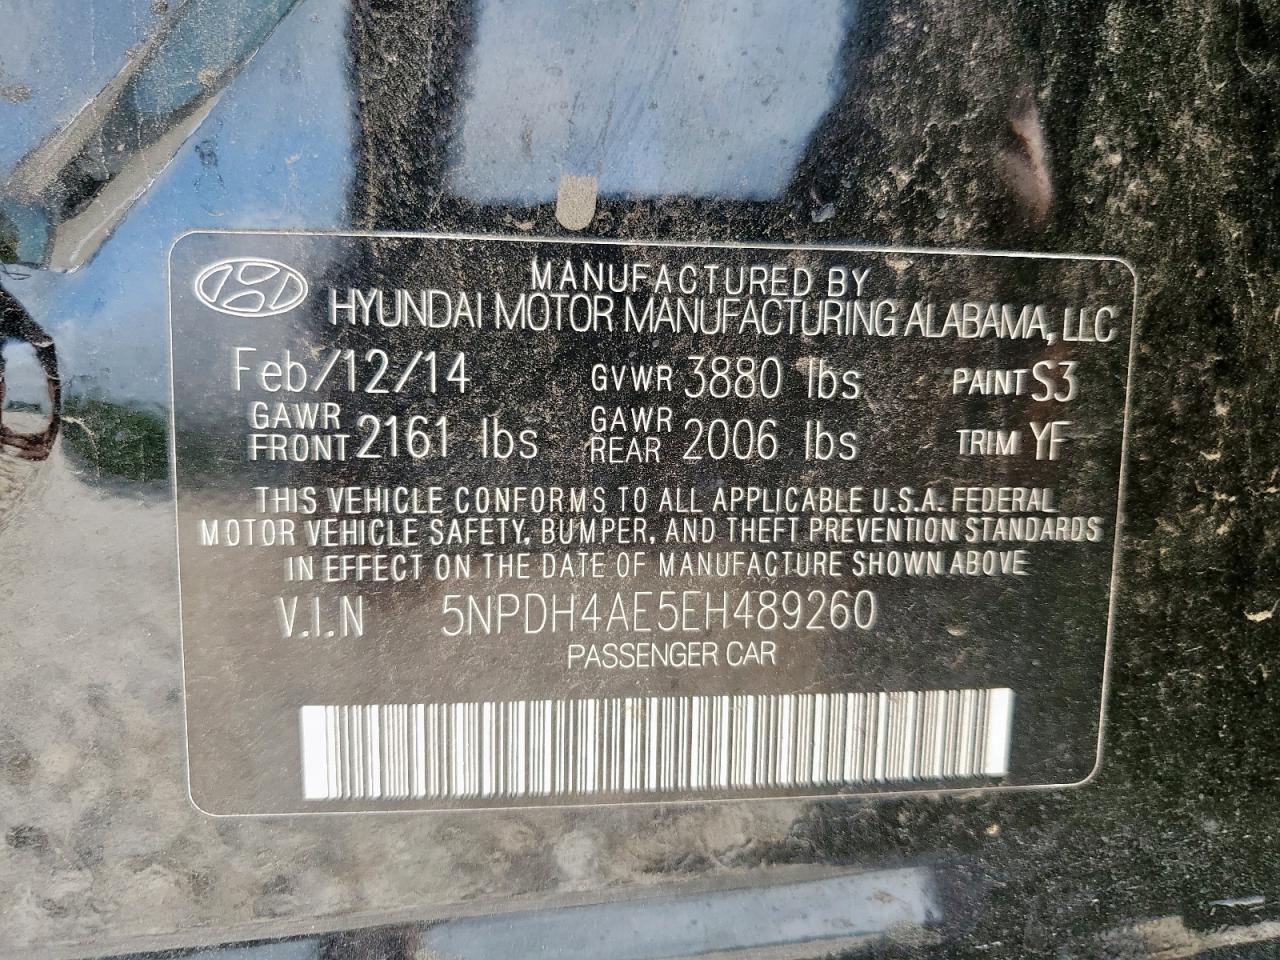 MANUFACTURED BY
HYUNDAI MOTOR MANUFACTURING ALABAMA, LLC
Feb/12/14 GVWR 3880 lbs PAINT S3
GAWR FRONT 2161 lbs GAWR REAR 2006 lbs TRIM YF
THIS VEHICLE CONFORMS TO ALL APPLICABLE U.S.A. FEDERAL
MOTOR VEHICLE SAFETY, BUMPER, AND THEFT PREVENTION STANDARDS
IN EFFECT ON THE DATE OF MANUFACTURE SHOWN ABOVE
V.I.N 5NPDH4AE5EH489260
PASSENGER CAR